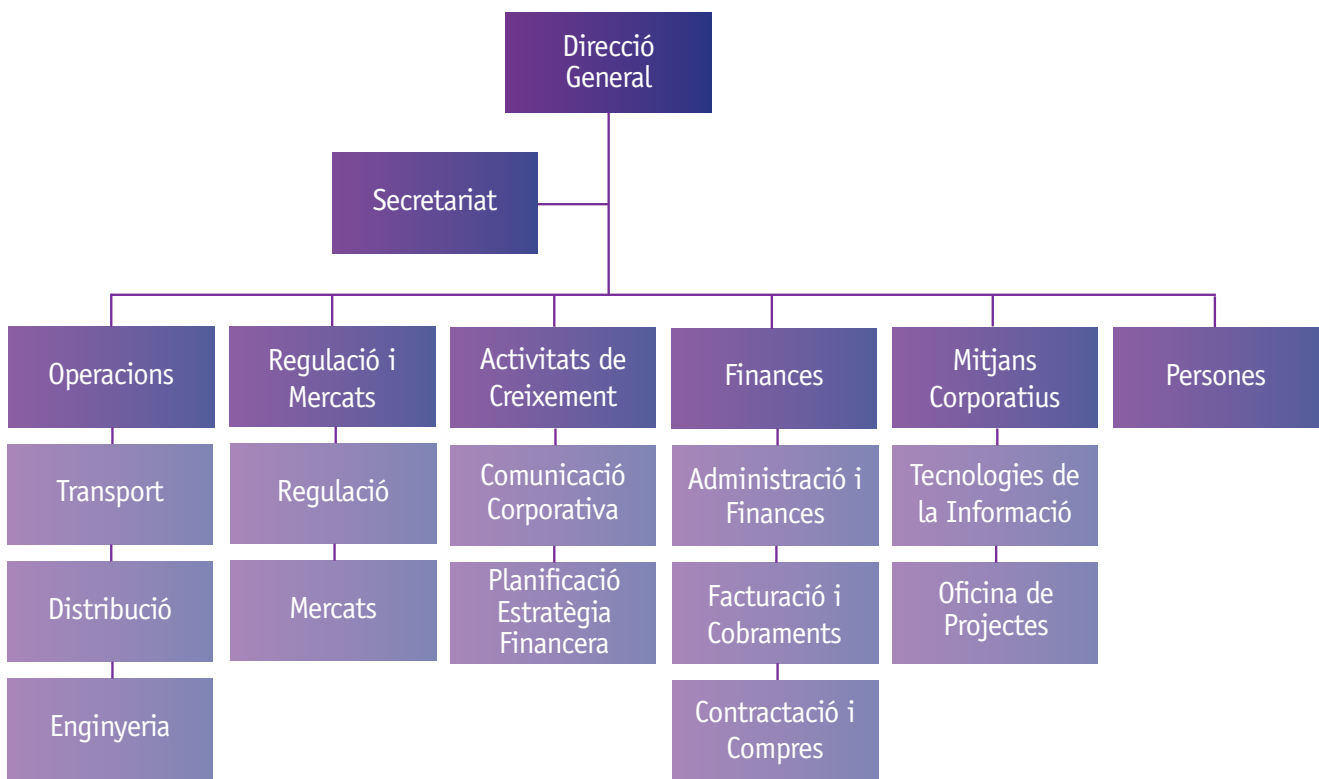 Direcció
General
Secretariat
Operacions
Regulació i
Mercats
Activitats de
Creixement
Finances
Mitjans
Corporatius
Persones
Transport
Regulació
Comunicació
Corporativa
Administració i
Finances
Tecnologies de
la Informació
Distribució
Mercats
Planificació
Estratègia
Financera
Facturació i
Cobraments
Oficina de
Projectes
Enginyeria
Contractació i
Compres